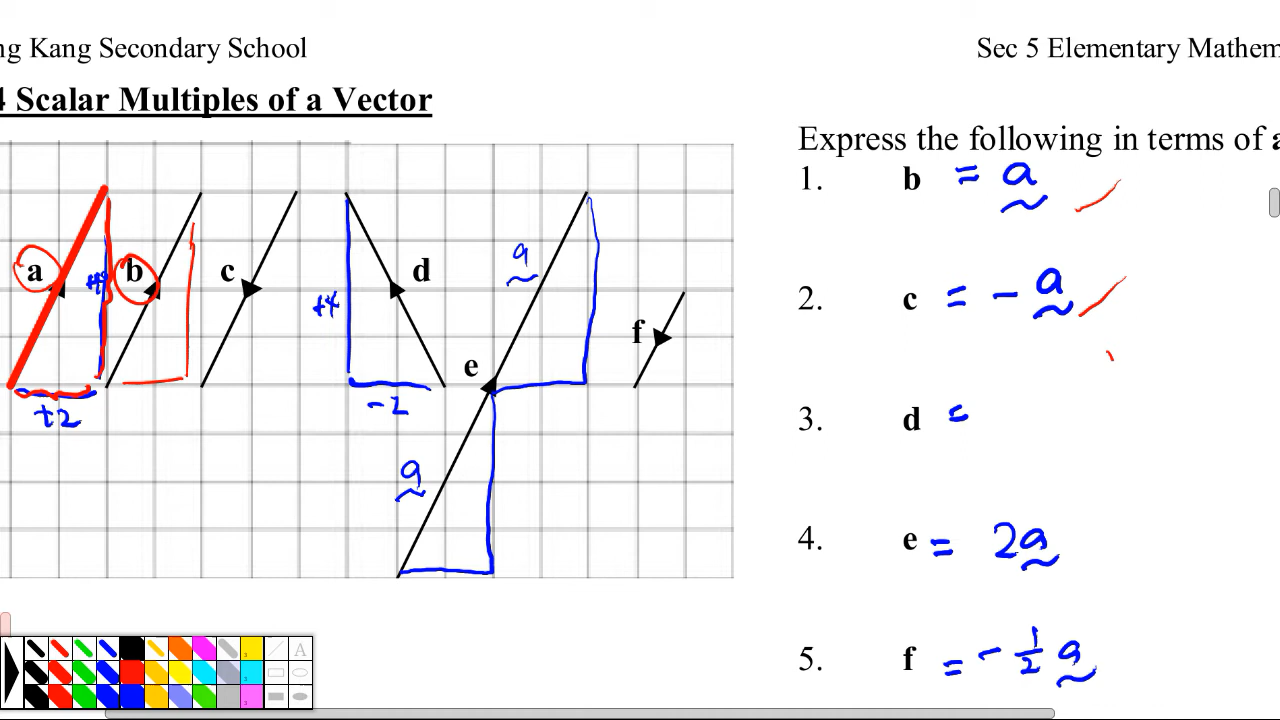 ng Kang Secondary School
Sec 5 Elementary Mathem
4 Scalar Multiples of a Vector
Express the following in terms of a
1. b = a
2. c = - a
3. d =
4. e = 2a
5. f = - 1/2 a
a
b
c
d
e
f
+4
+2
+4
-2
a
a
A